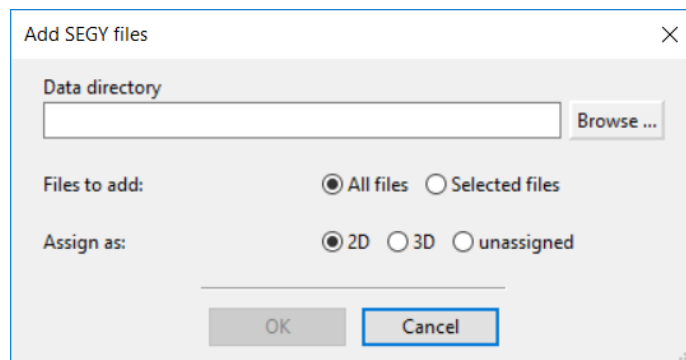 Add SEGY files
Data directory
Browse ...
Files to add: All files Selected files
Assign as: 2D 3D unassigned
OK Cancel